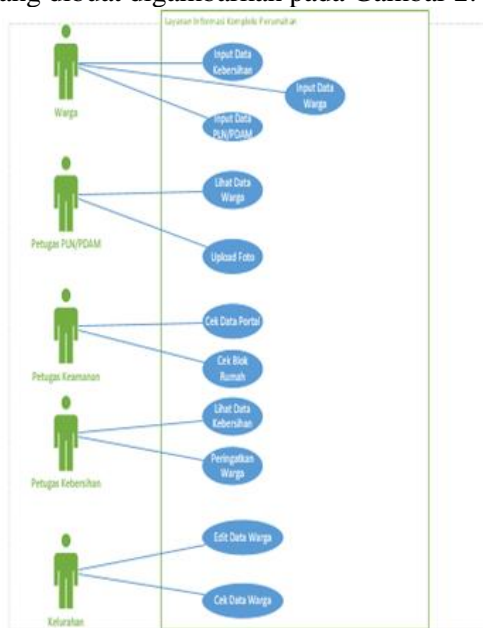 ang dibuat digambarkan pada Gambar 2.
Layanan Informasi Kompleks Perumahan
Input Data
Kebersihan
Input Data
Warga
Warga
Input Data
PLN/PDAM
Lihat Data
Warga
Petugas PLN/PDAM
Upload Foto
Cek Data Portal
Petugas Keamanan
Cek Blok
Rumah
Lihat Data
Kebersihan
Peringatkan
Warga
Petugas Kebersihan
Edit Data Warga
Cek Data Warga
Kelurahan